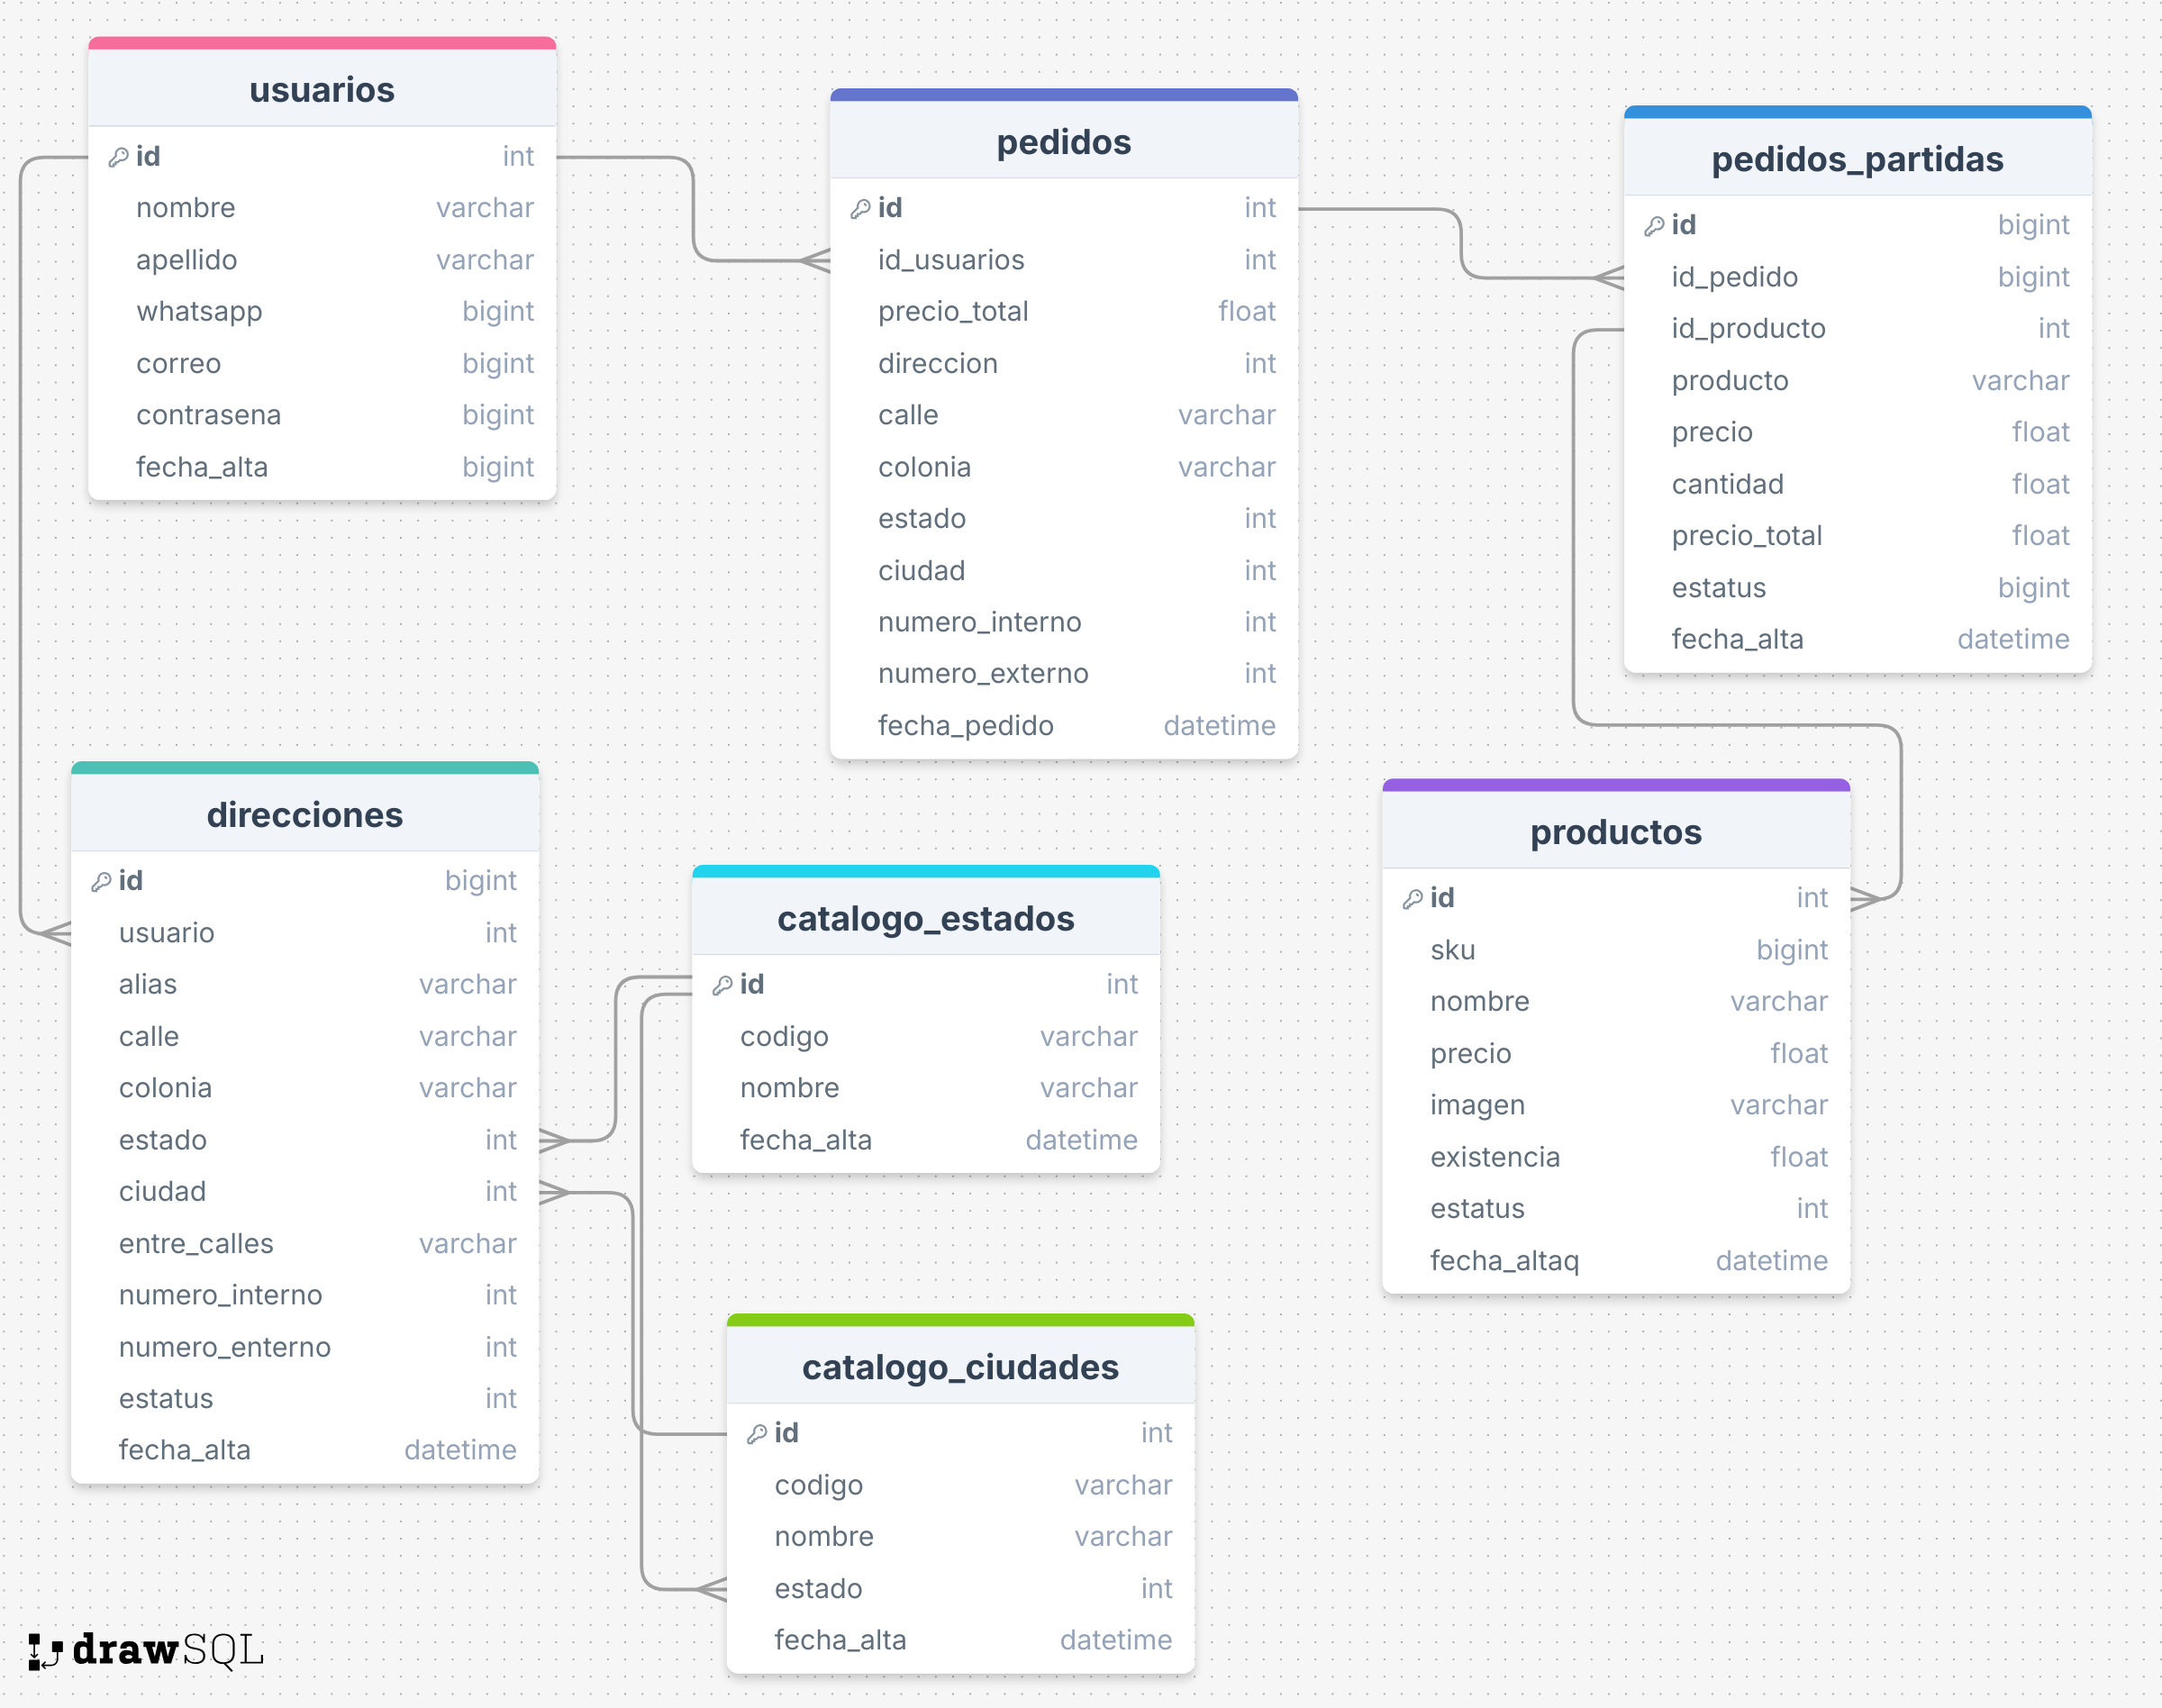 usuarios
id int
nombre varchar
apellido varchar
whatsapp bigint
correo bigint
contrasena bigint
fecha_alta bigint
pedidos
id int
id_usuarios int
precio_total float
direccion int
calle varchar
colonia varchar
estado int
ciudad int
numero_interno int
numero_externo int
fecha_pedido datetime
pedidos_partidas
id bigint
id_pedido bigint
id_producto int
producto varchar
precio float
cantidad float
precio_total float
estatus bigint
fecha_alta datetime
direcciones
id bigint
usuario int
alias varchar
calle varchar
colonia varchar
estado int
ciudad int
entre_calles varchar
numero_interno int
numero_enterno int
estatus int
fecha_alta datetime
catalogo_estados
id int
codigo varchar
nombre varchar
fecha_alta datetime
productos
id int
sku bigint
nombre varchar
precio float
imagen varchar
existencia float
estatus int
fecha_altaq datetime
catalogo_ciudades
id int
codigo varchar
nombre varchar
estado int
fecha_alta datetime
drawSQL